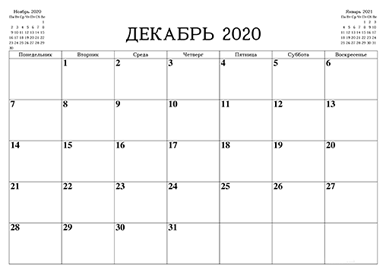 Ноябрь 2020
Пн Вт Ср Чт Пт Сб Вс
1
2 3 4 5 6 7 8
9 10 11 12 13 14 15
16 17 18 19 20 21 22
23 24 25 26 27 28 29
30
ДЕКАБРЬ 2020
Январь 2021
Пн Вт Ср Чт Пт Сб Вс
1 2 3
4 5 6 7 8 9 10
11 12 13 14 15 16 17
18 19 20 21 22 23 24
25 26 27 28 29 30 31
Понедельник Вторник Среда Четверг Пятница Суббота Воскресенье
1 2 3 4 5 6
7 8 9 10 11 12 13
14 15 16 17 18 19 20
21 22 23 24 25 26 27
28 29 30 31